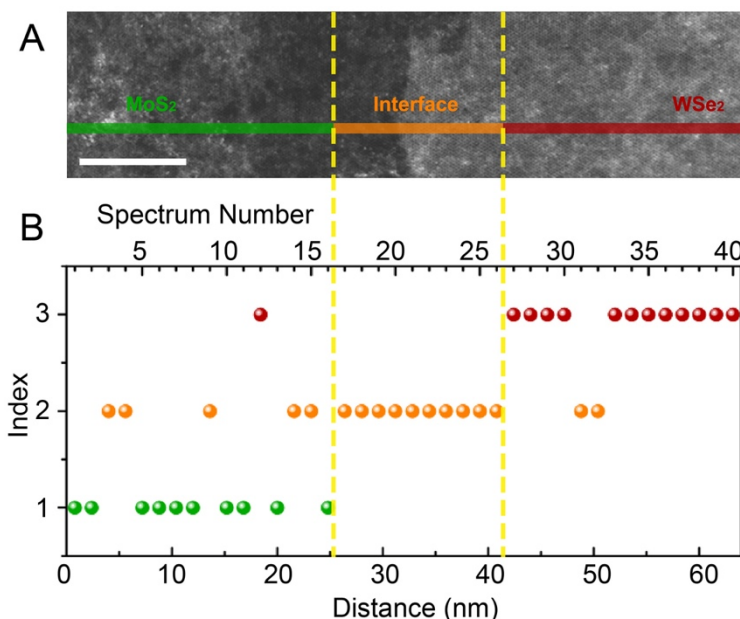 A
MoS₂ Interface WSe₂
Spectrum Number
B
5 10 15 20 25 30 35 40
3
2
1
Index
0 10 20 30 40 50 60
Distance (nm)